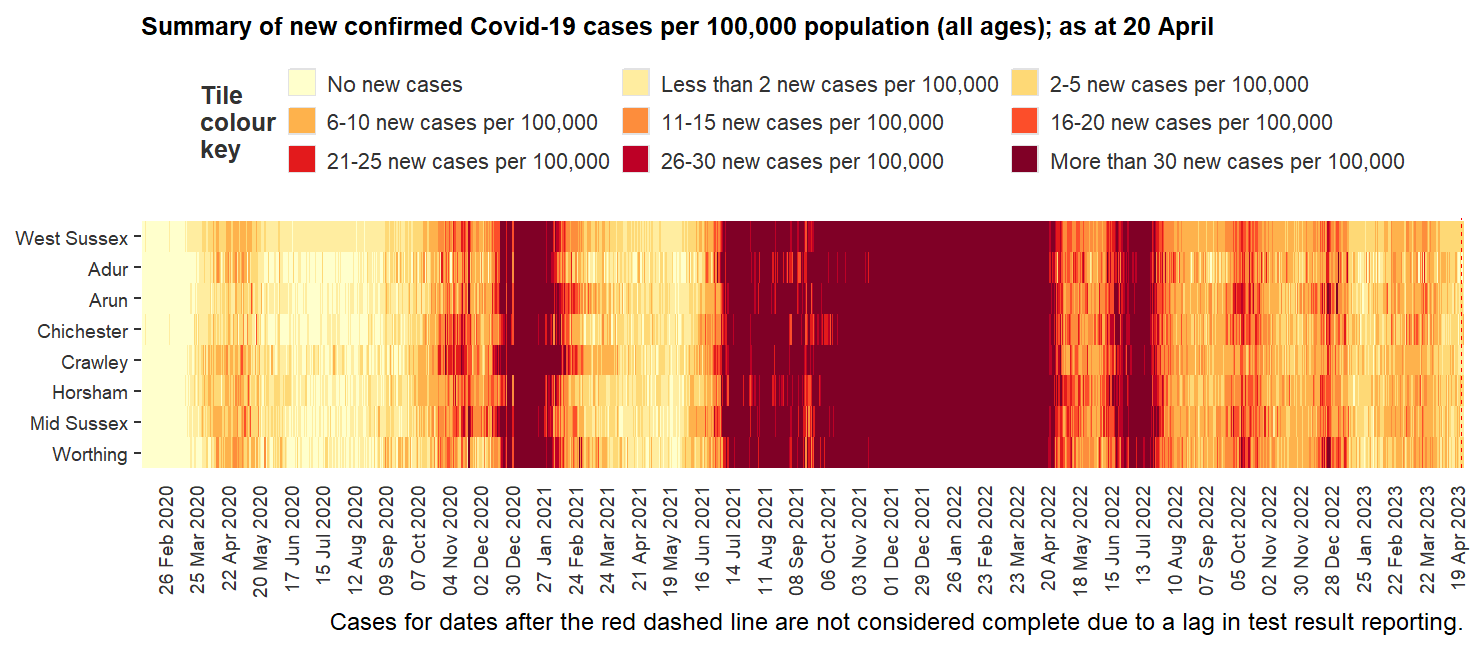 Summary of new confirmed Covid-19 cases per 100,000 population (all ages); as at 20 April
Tile
colour
key
No new cases
Less than 2 new cases per 100,000
2-5 new cases per 100,000
6-10 new cases per 100,000
11-15 new cases per 100,000
16-20 new cases per 100,000
21-25 new cases per 100,000
26-30 new cases per 100,000
More than 30 new cases per 100,000
West Sussex
Adur
Arun
Chichester
Crawley
Horsham
Mid Sussex
Worthing
26 Feb 2020
25 Mar 2020
22 Apr 2020
20 May 2020
17 Jun 2020
15 Jul 2020
12 Aug 2020
09 Sep 2020
07 Oct 2020
04 Nov 2020
02 Dec 2020
30 Dec 2020
27 Jan 2021
24 Feb 2021
24 Mar 2021
21 Apr 2021
19 May 2021
16 Jun 2021
14 Jul 2021
11 Aug 2021
08 Sep 2021
06 Oct 2021
03 Nov 2021
01 Dec 2021
29 Dec 2021
26 Jan 2022
23 Feb 2022
23 Mar 2022
20 Apr 2022
18 May 2022
15 Jun 2022
13 Jul 2022
10 Aug 2022
07 Sep 2022
05 Oct 2022
02 Nov 2022
30 Nov 2022
28 Dec 2022
25 Jan 2023
22 Feb 2023
22 Mar 2023
19 Apr 2023
Cases for dates after the red dashed line are not considered complete due to a lag in test result reporting.